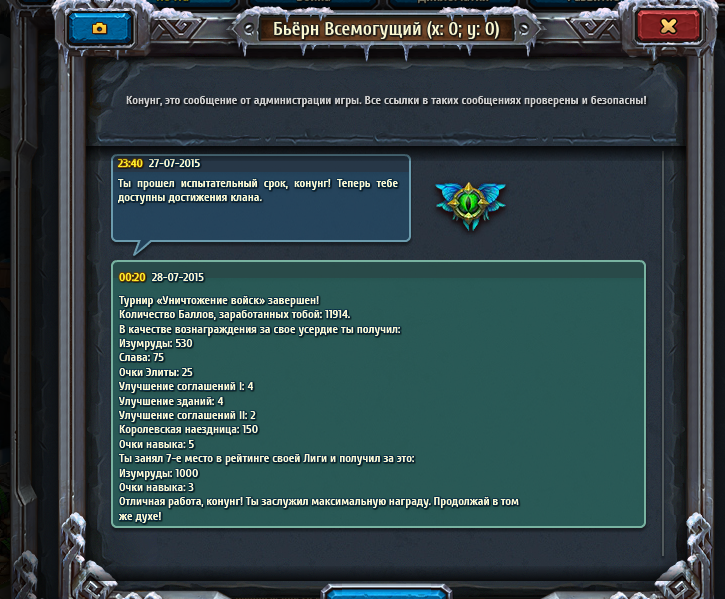 Бьёрн Всемогущий (x: 0; y: 0)
Конунг, это сообщение от администрации игры. Все ссылки в таких сообщениях проверены и безопасны!
23:40 27-07-2015
Ты прошел испытательный срок, конунг! Теперь тебе
доступны достижения клана.
00:20 28-07-2015
Турнир «Уничтожение войск» завершен!
Количество Баллов, заработанных тобой: 11914.
В качестве вознаграждения за свое усердие ты получил:
Изумруды: 530
Слава: 75
Очки Элиты: 25
Улучшение соглашений I: 4
Улучшение зданий: 4
Улучшение соглашений II: 2
Королевская наездница: 150
Очки навыка: 5
Ты занял 7-е место в рейтинге своей Лиги и получил за это:
Изумруды: 1000
Очки навыка: 3
Отличная работа, конунг! Ты заслужил максимальную награду. Продолжай в том
же духе!